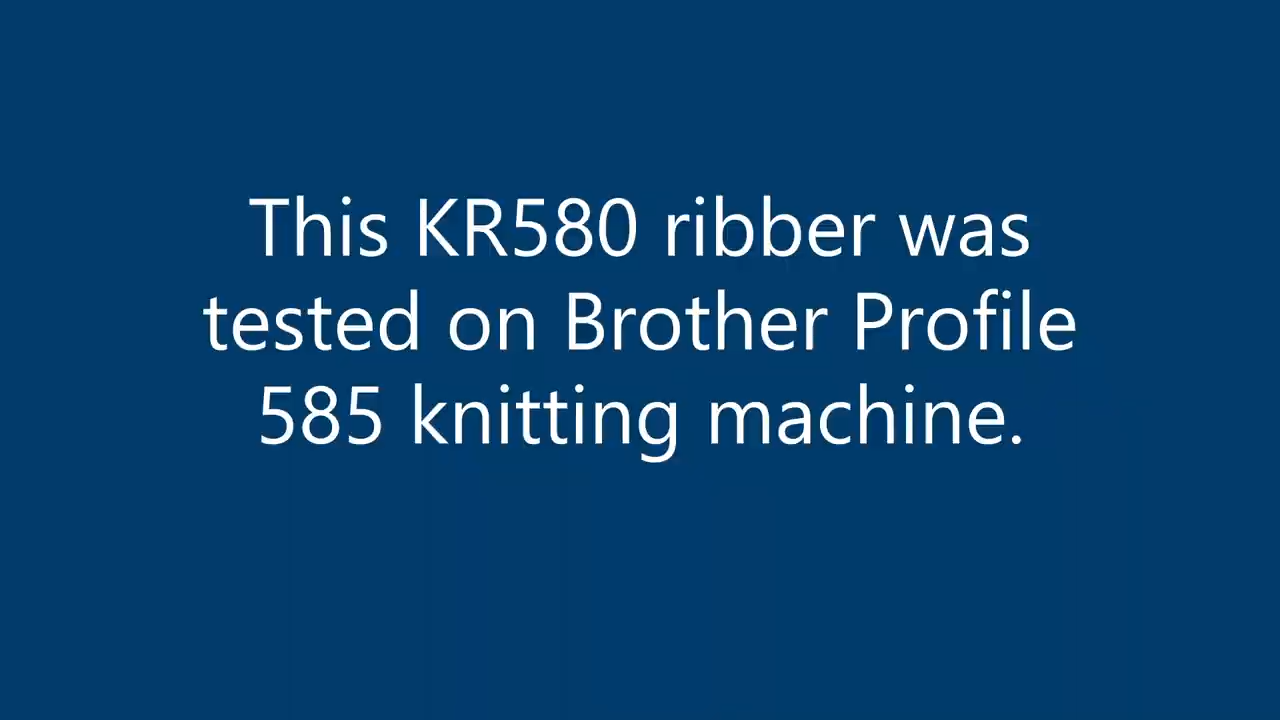 This KR580 ribber was
tested on Brother Profile
585 knitting machine.